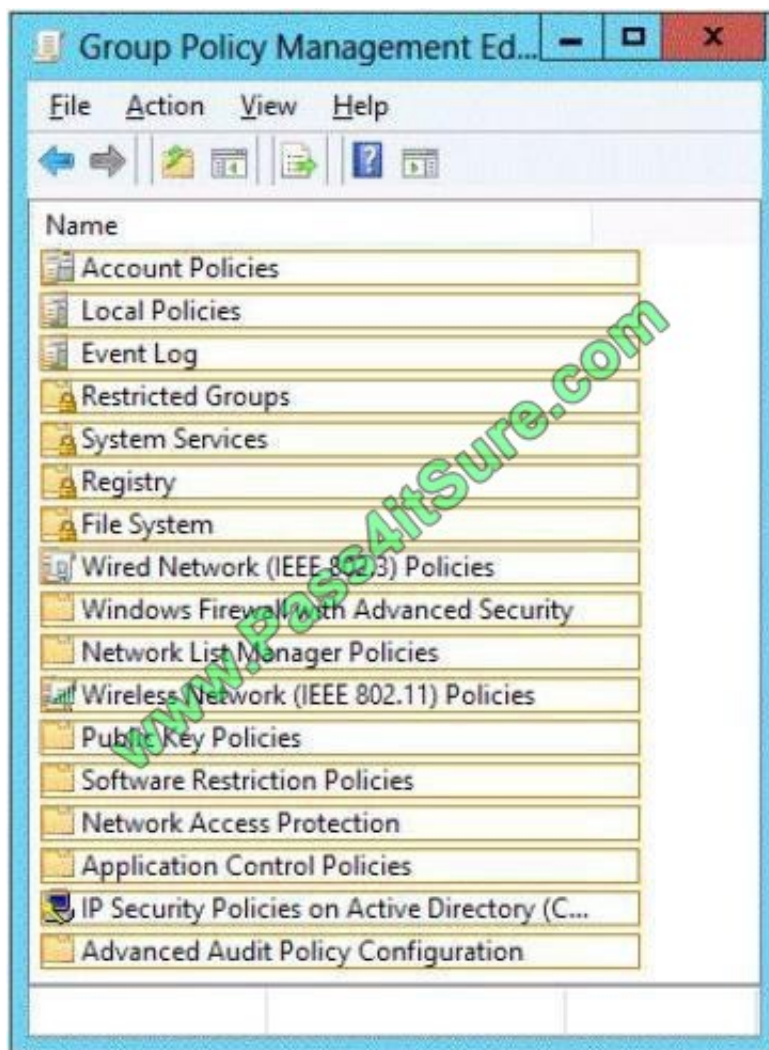 Group Policy Management Ed...
File Action View Help
Name
Account Policies
Local Policies
Event Log
Restricted Groups
System Services
Registry
File System
Wired Network (IEEE 802.3) Policies
Windows Firewall with Advanced Security
Network List Manager Policies
Wireless Network (IEEE 802.11) Policies
Public Key Policies
Software Restriction Policies
Network Access Protection
Application Control Policies
IP Security Policies on Active Directory (C...
Advanced Audit Policy Configuration
www.Pass4itSure.com